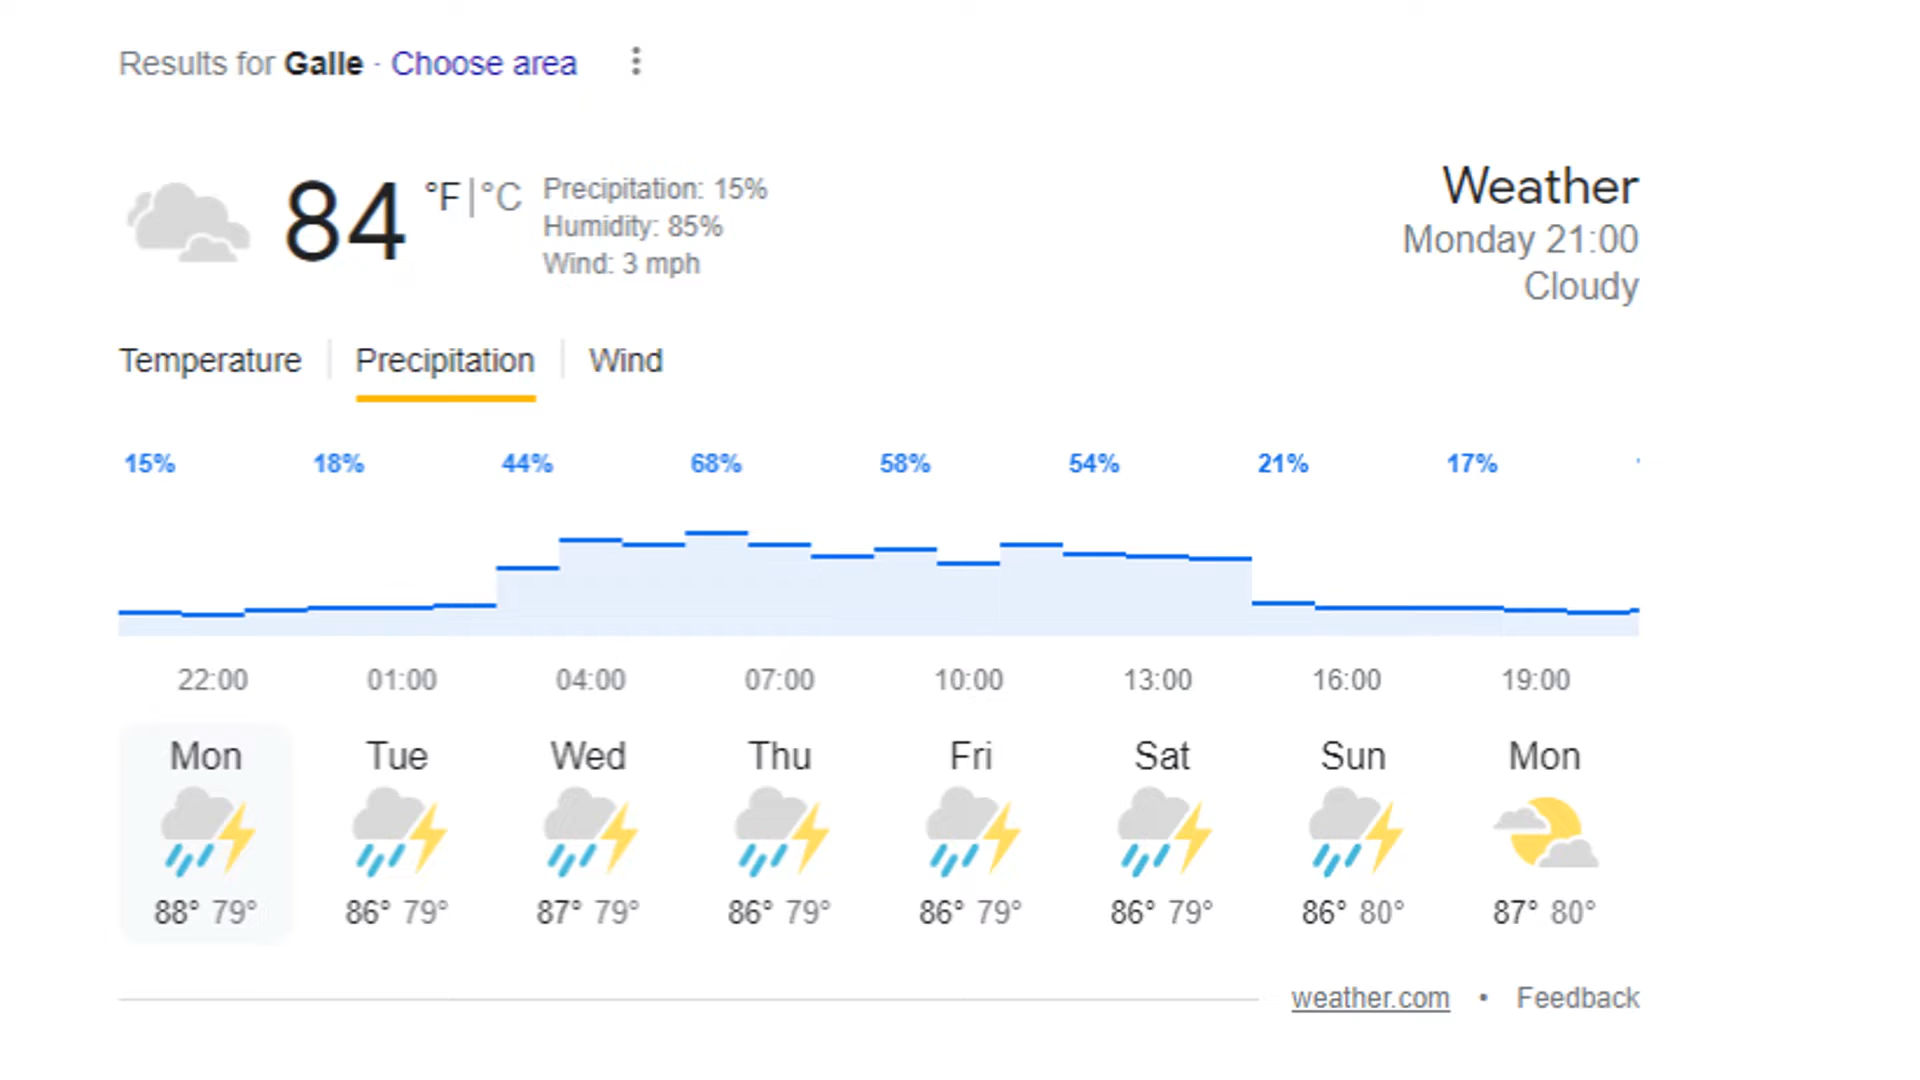 Results for Galle · Choose area
84 °F|°C
Precipitation: 15%
Humidity: 85%
Wind: 3 mph
Weather
Monday 21:00
Cloudy
Temperature Precipitation Wind
15% 18% 44% 68% 58% 54% 21% 17%
22:00 01:00 04:00 07:00 10:00 13:00 16:00 19:00
Mon Tue Wed Thu Fri Sat Sun Mon
88° 79° 86° 79° 87° 79° 86° 79° 86° 79° 86° 79° 86° 80° 87° 80°
weather.com • Feedback